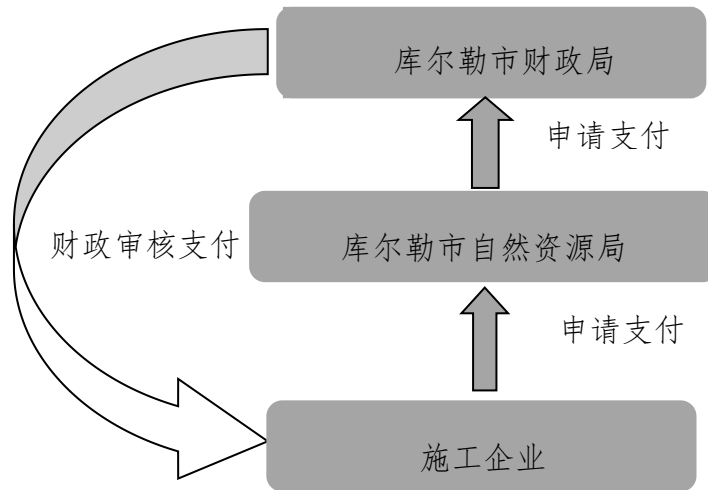 库尔勒市财政局
申请支付
财政审核支付
库尔勒市自然资源局
申请支付
施工企业